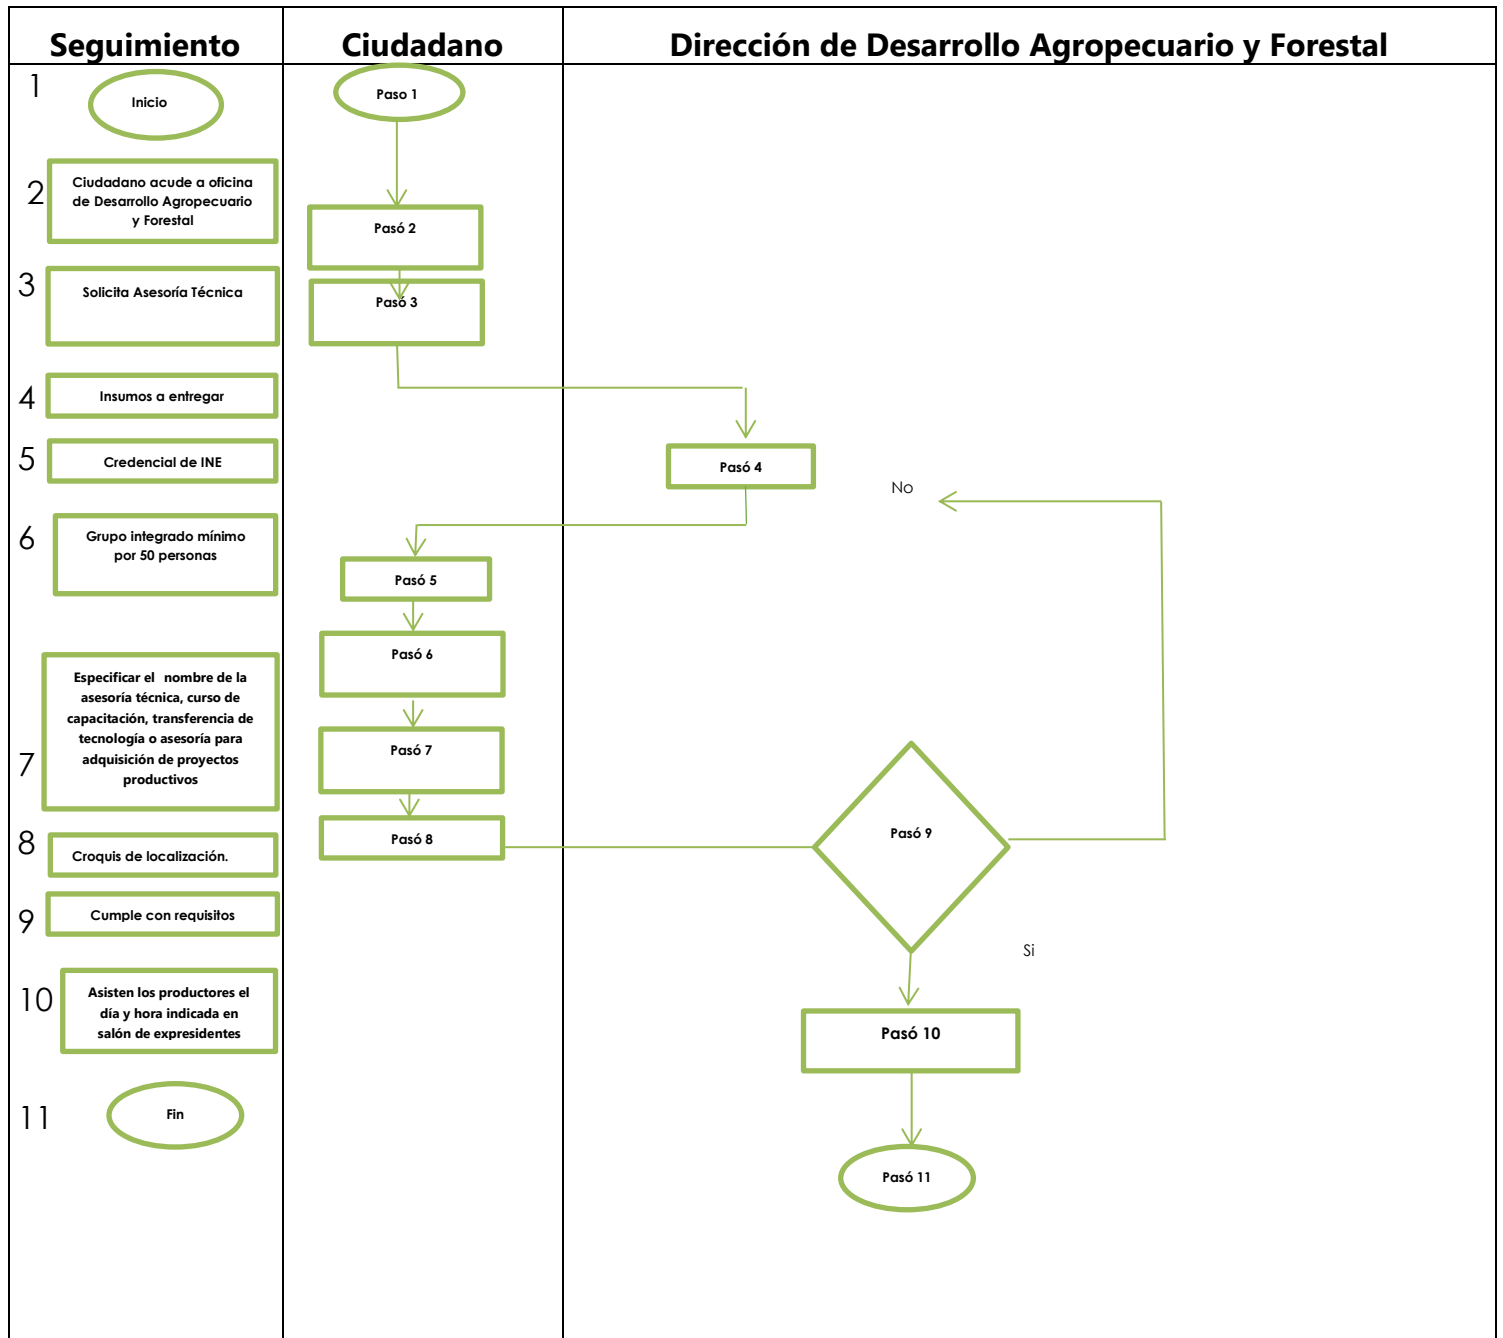 Seguimiento
Ciudadano
Dirección de Desarrollo Agropecuario y Forestal
1
Inicio
2
Ciudadano acude a oficina
de Desarrollo Agropecuario
y Forestal
3
Solicita Asesoría Técnica
4
Insumos a entregar
5
Credencial de INE
6
Grupo integrado mínimo
por 50 personas
7
Especificar el nombre de la
asesoría técnica, curso de
capacitación, transferencia de
tecnología o asesoría para
adquisición de proyectos
productivos
8
Croquis de localización.
9
Cumple con requisitos
10
Asisten los productores el
día y hora indicada en
salón de expresidentes
11
Fin
Paso 1
Pasó 2
Pasó 3
Pasó 4
No
Pasó 5
Pasó 6
Pasó 7
Pasó 8
Pasó 9
Si
Pasó 10
Pasó 11